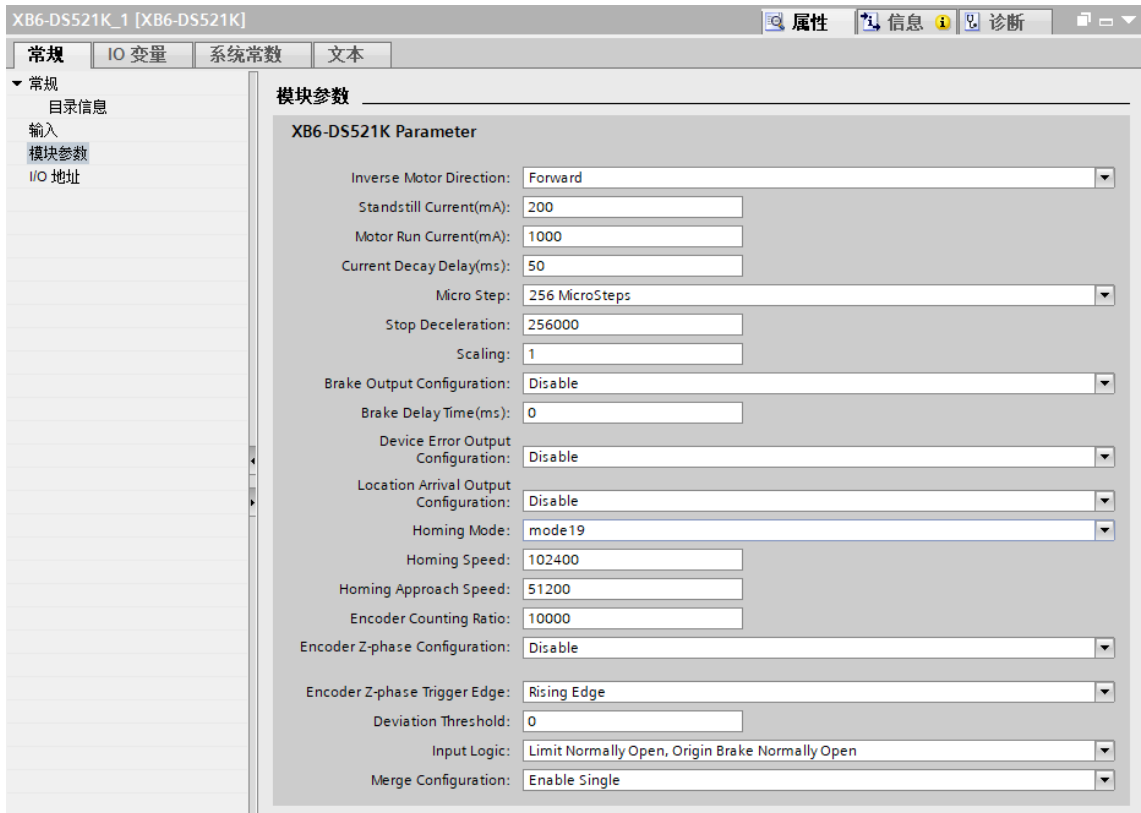 XB6-DS521K_1 [XB6-DS521K]
属性
信息
诊断
常规
IO 变量
系统常数
文本
常规
目录信息
输入
模块参数
I/O 地址
模块参数
XB6-DS521K Parameter
Inverse Motor Direction: Forward
Standstill Current(mA): 200
Motor Run Current(mA): 1000
Current Decay Delay(ms): 50
Micro Step: 256 MicroSteps
Stop Deceleration: 256000
Scaling: 1
Brake Output Configuration: Disable
Brake Delay Time(ms): 0
Device Error Output
Configuration: Disable
Location Arrival Output
Configuration: Disable
Homing Mode: mode19
Homing Speed: 102400
Homing Approach Speed: 51200
Encoder Counting Ratio: 10000
Encoder Z-phase Configuration: Disable
Encoder Z-phase Trigger Edge: Rising Edge
Deviation Threshold: 0
Input Logic: Limit Normally Open, Origin Brake Normally Open
Merge Configuration: Enable Single